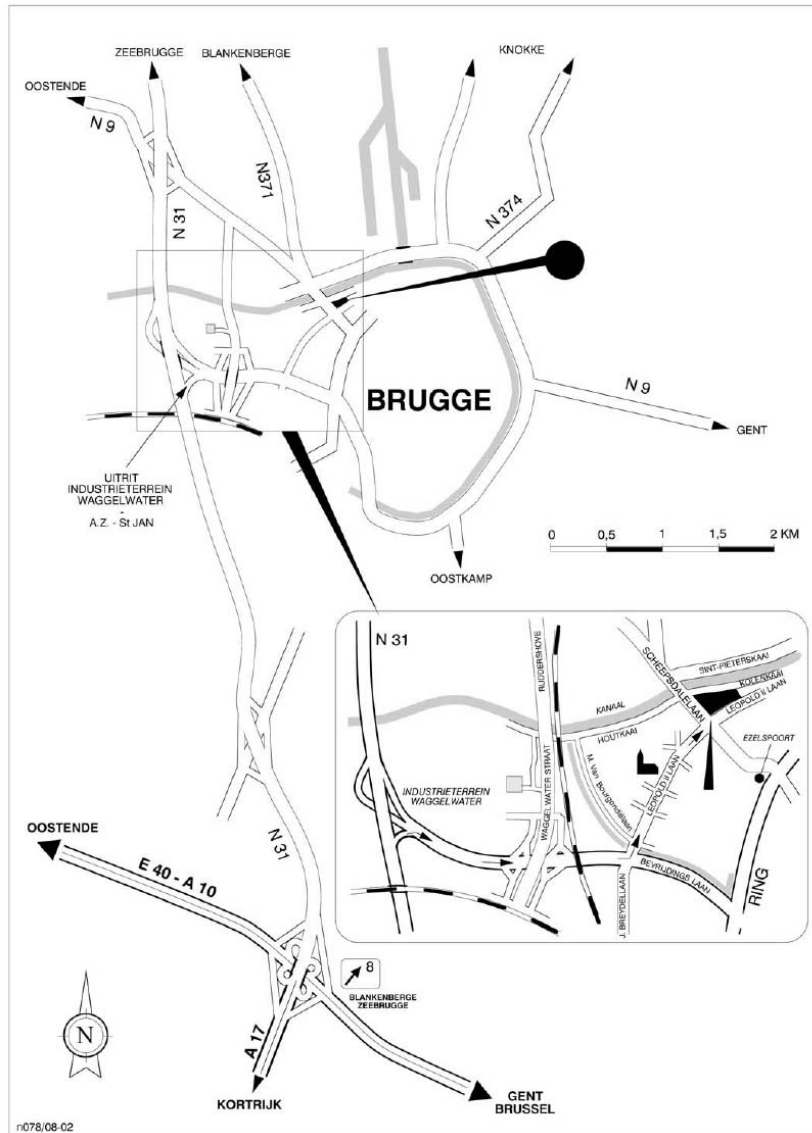 ZEEBRUGGE
BLANKENBERGE
KNOKKE
OOSTENDE
N 9
N 31
N371
N 374
BRUGGE
N 9
GENT
UITRIT
INDUSTRIETERREIN
WAGGELWATER
-
A.Z. - St JAN
OOSTKAMP
0 0,5 1 1,5 2 KM
N 31
RUDDERSHOVE
SCHEEPSDALELAAN
SINT-PIETERSKAAI
KOLENKAAI
LEOPOLD II LAAN
KANAAL
HOUTKAAI
EZELSPOORT
M. Van Bourgondiëlaan
LEOPOLD II LAAN
INDUSTRIETERREIN
WAGGELWATER
WAGGELWATER STRAAT
BEVRIJDINGS LAAN
J. BREYDELLAAN
RING
OOSTENDE
E 40 - A 10
N 31
8
BLANKENBERGE
ZEEBRUGGE
N
A 17
KORTRIJK
GENT
BRUSSEL
n078/08-02